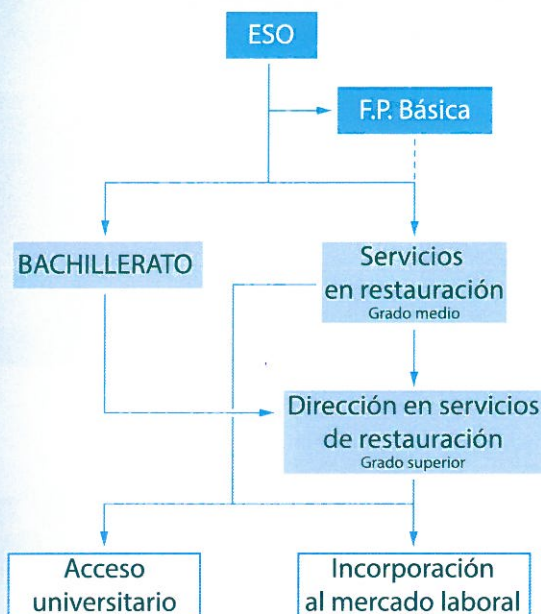 ESO
F.P. Básica
BACHILLERATO
Servicios
en restauración
Grado medio
Dirección en servicios
de restauración
Grado superior
Acceso
universitario
Incorporación
al mercado laboral